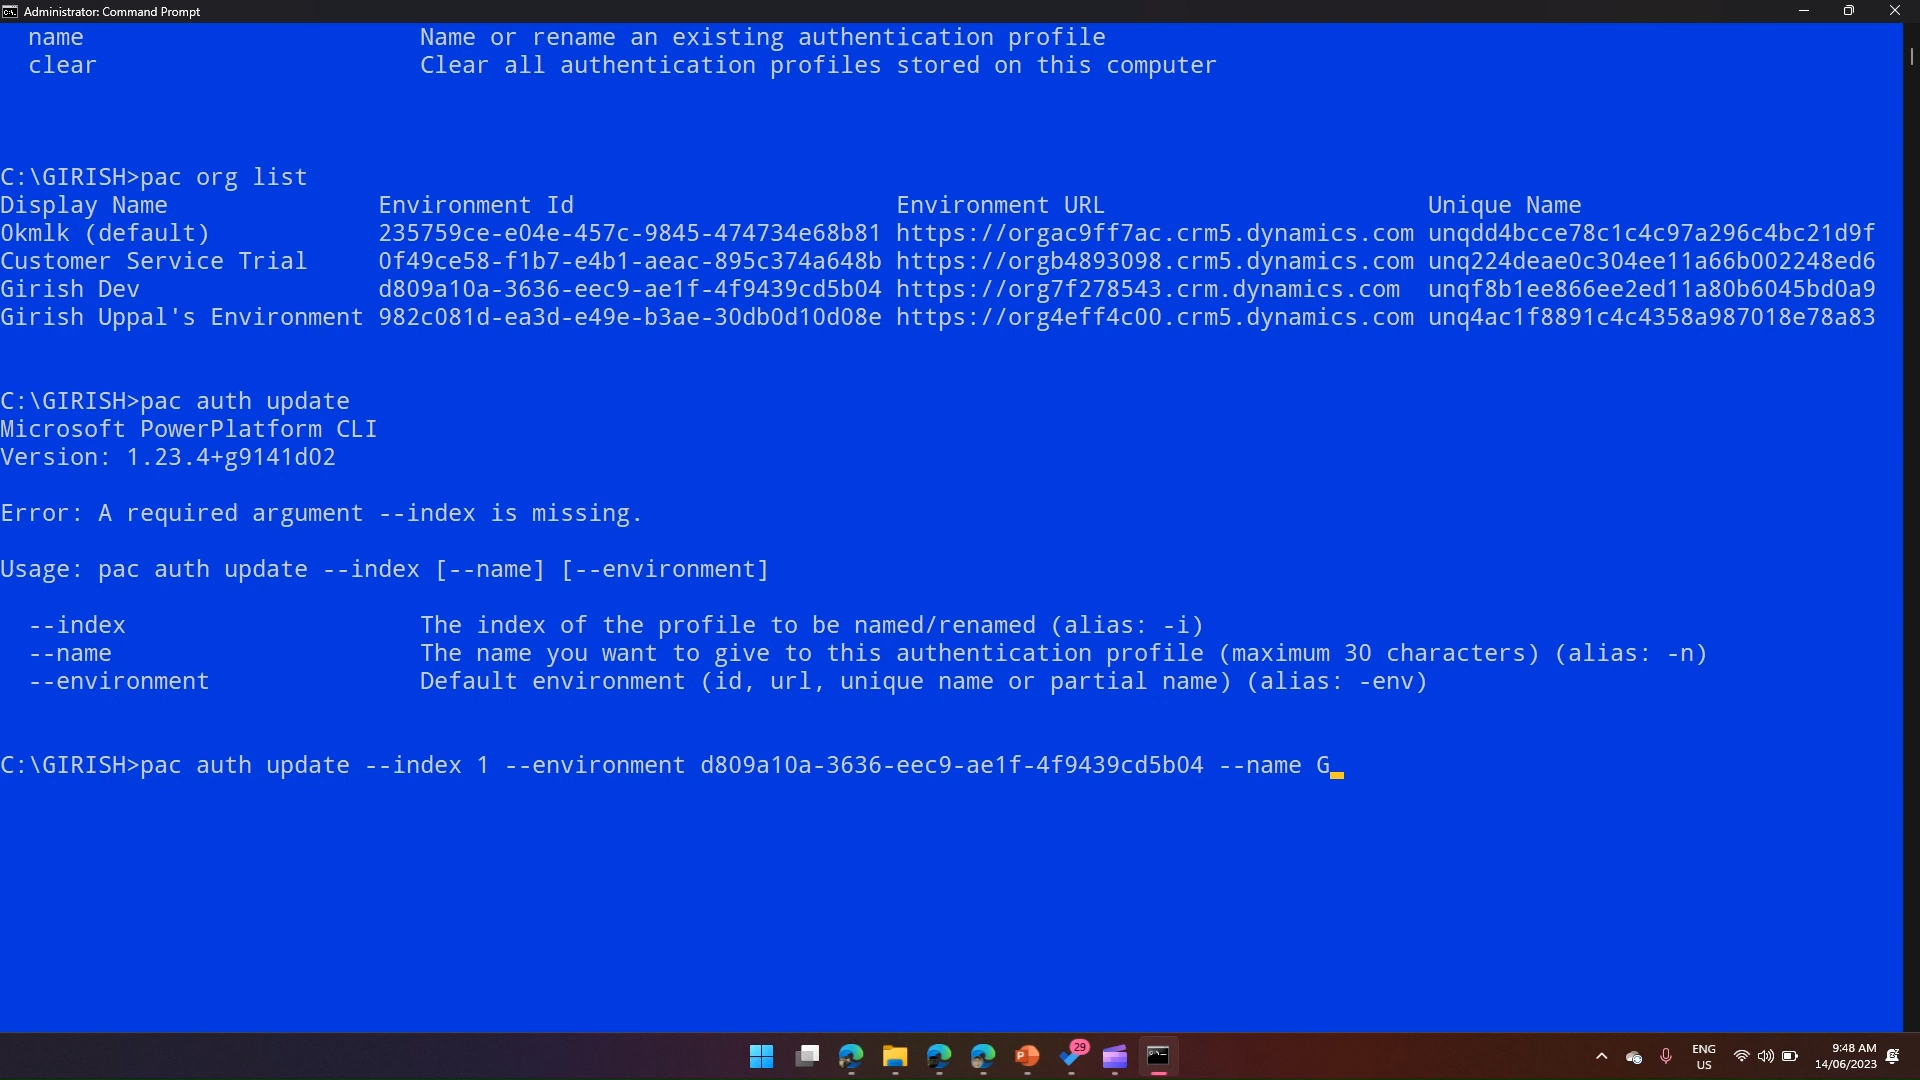 Administrator: Command Prompt
name Name or rename an existing authentication profile
clear Clear all authentication profiles stored on this computer
C:\GIRISH>pac org list
Display Name Environment Id Environment URL Unique Name
0kmlk (default) 235759ce-e04e-457c-9845-474734e68b81 https://orgac9ff7ac.crm5.dynamics.com unqdd4bcce78c1c4c97a296c4bc21d9f
Customer Service Trial 0f49ce58-f1b7-e4b1-aeac-895c374a648b https://orgb4893098.crm5.dynamics.com unq224deae0c304ee11a66b002248ed6
Girish Dev d809a10a-3636-eec9-ae1f-4f9439cd5b04 https://org7f278543.crm.dynamics.com unqf8b1ee866ee2ed11a80b6045bd0a9
Girish Uppal's Environment 982c081d-ea3d-e49e-b3ae-30db0d10d08e https://org4eff4c00.crm5.dynamics.com unq4ac1f8891c4c4358a987018e78a83
C:\GIRISH>pac auth update
Microsoft PowerPlatform CLI
Version: 1.23.4+g9141d02
Error: A required argument --index is missing.
Usage: pac auth update --index [--name] [--environment]
--index The index of the profile to be named/renamed (alias: -i)
--name The name you want to give to this authentication profile (maximum 30 characters) (alias: -n)
--environment Default environment (id, url, unique name or partial name) (alias: -env)
C:\GIRISH>pac auth update --index 1 --environment d809a10a-3636-eec9-ae1f-4f9439cd5b04 --name G
29
ENG
US
9:48 AM
14/06/2023